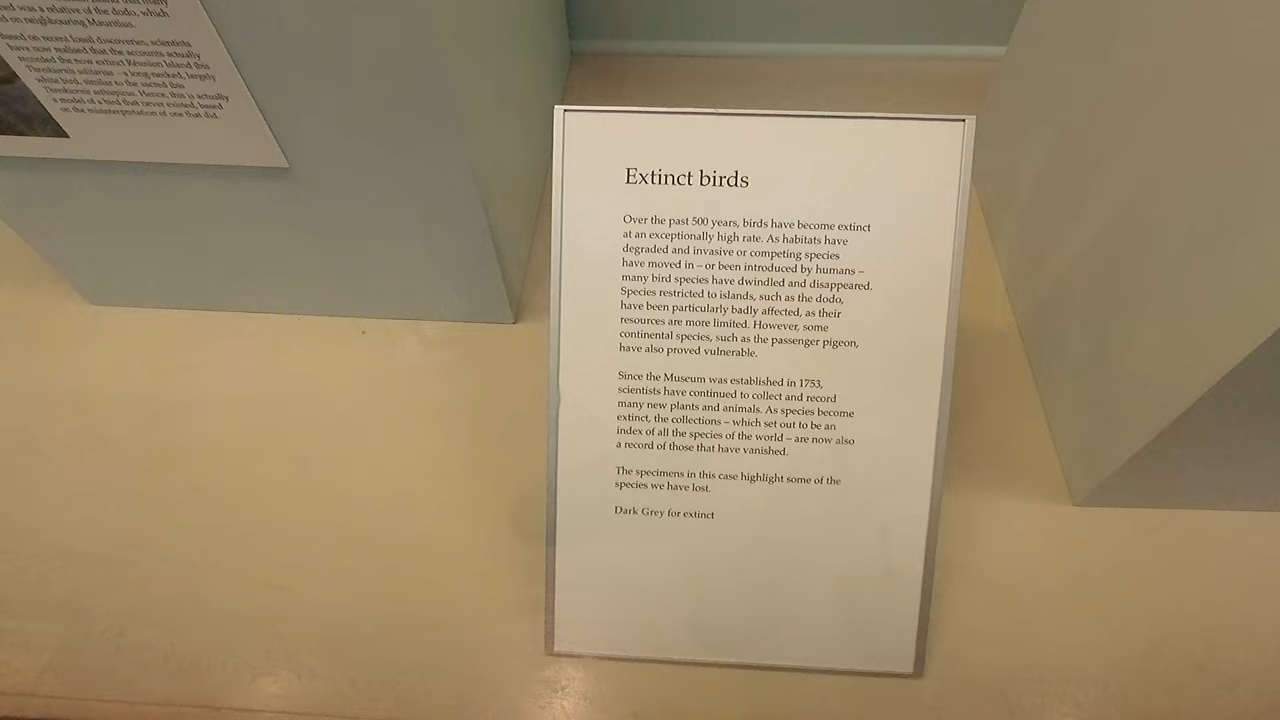 ned was a relative of the dodo, which
ed on neighbouring Mauritius.
Based on recent fossil discoveries, scientists
have now realised that the accounts actually
recorded the now extinct Réunion Island ibis
Threskiornis solitarius – a long-necked, largely
white bird, similar to the sacred ibis
Threskiornis aethiopicus. Hence, this is actually
a model of a bird that never existed, based
on the misinterpretation of one that did.
Extinct birds
Over the past 500 years, birds have become extinct
at an exceptionally high rate. As habitats have
degraded and invasive or competing species
have moved in – or been introduced by humans –
many bird species have dwindled and disappeared.
Species restricted to islands, such as the dodo,
have been particularly badly affected, as their
resources are more limited. However, some
continental species, such as the passenger pigeon,
have also proved vulnerable.
Since the Museum was established in 1753,
scientists have continued to collect and record
many new plants and animals. As species become
extinct, the collections – which set out to be an
index of all the species of the world – are now also
a record of those that have vanished.
The specimens in this case highlight some of the
species we have lost.
Dark Grey for extinct